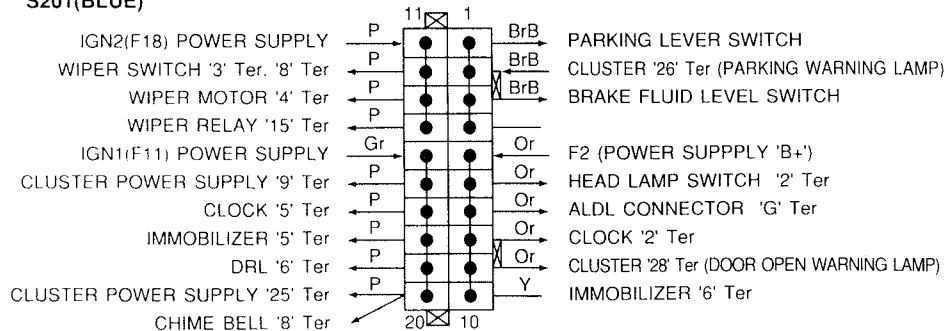 S201(BLUE)
11 1
IGN2(F18) POWER SUPPLY P BrB PARKING LEVER SWITCH
WIPER SWITCH '3' Ter. '8' Ter P BrB CLUSTER '26' Ter (PARKING WARNING LAMP)
WIPER MOTOR '4' Ter P BrB BRAKE FLUID LEVEL SWITCH
WIPER RELAY '15' Ter P
IGN1(F11) POWER SUPPLY Gr Or F2 (POWER SUPPPLY 'B+')
CLUSTER POWER SUPPLY '9' Ter P Or HEAD LAMP SWITCH '2' Ter
CLOCK '5' Ter P Or ALDL CONNECTOR 'G' Ter
IMMOBILIZER '5' Ter P Or CLOCK '2' Ter
DRL '6' Ter P Or CLUSTER '28' Ter (DOOR OPEN WARNING LAMP)
CLUSTER POWER SUPPLY '25' Ter P Y IMMOBILIZER '6' Ter
CHIME BELL '8' Ter 20 10